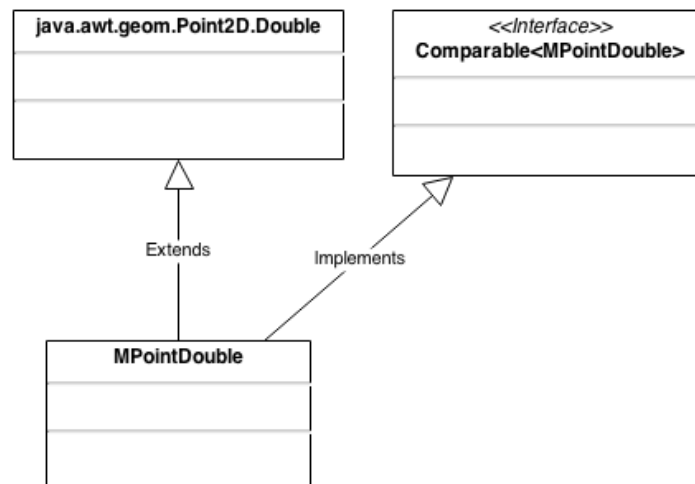 java.awt.geom.Point2D.Double
<<Interface>>
Comparable<MPointDouble>
Extends
Implements
MPointDouble